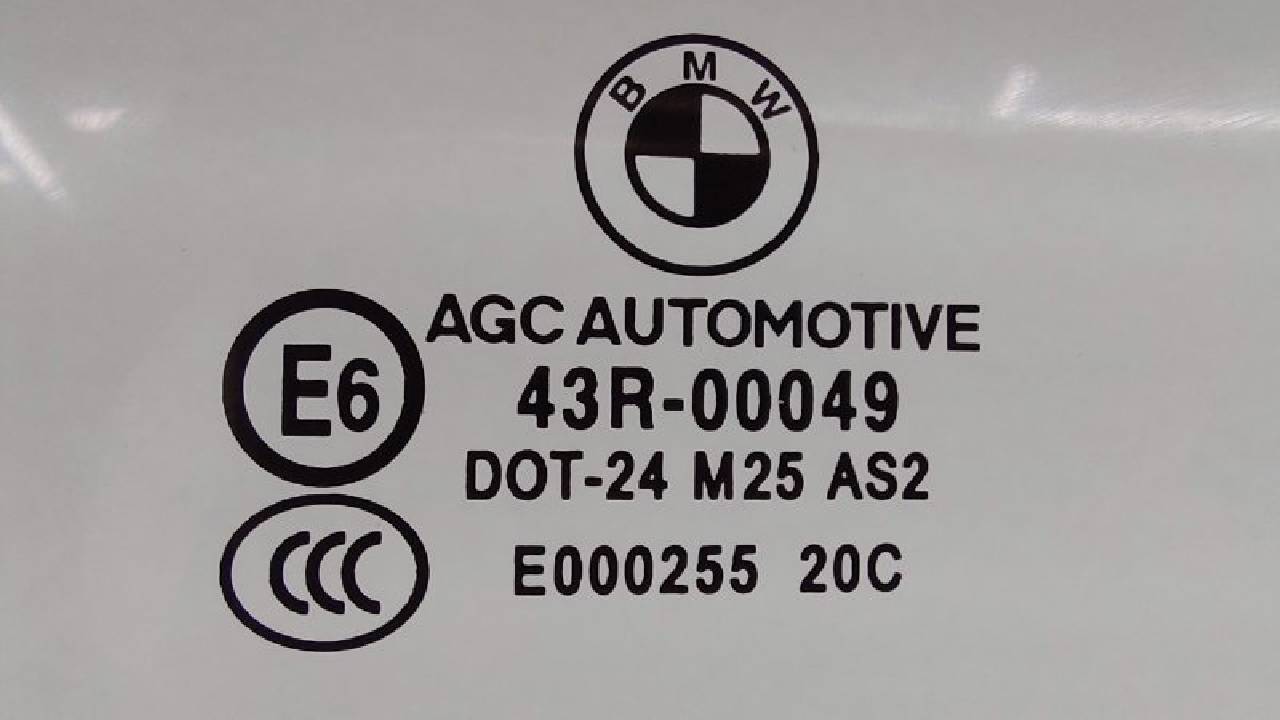 BMW
AGC AUTOMOTIVE
E6
43R-00049
DOT-24 M25 AS2
CCC
E000255 20C